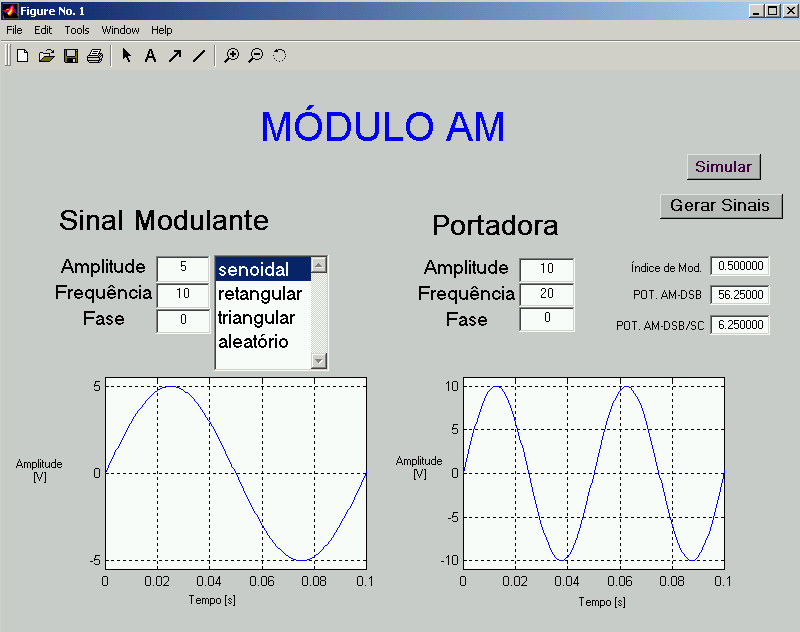 Figure No. 1
File Edit Tools Window Help
A
MÓDULO AM
Simular
Gerar Sinais
Sinal Modulante
Amplitude 5
Frequência 10
Fase 0
senoidal
retangular
triangular
aleatório
Portadora
Amplitude 10
Frequência 20
Fase 0
Índice de Mod. 0.500000
POT. AM-DSB 56.25000
POT. AM-DSB/SC 6.250000
Amplitude
[V]
5
0
-5
0 0.02 0.04 0.06 0.08 0.1
Tempo [s]
Amplitude
[V]
10
5
0
-5
-10
0 0.02 0.04 0.06 0.08 0.1
Tempo [s]